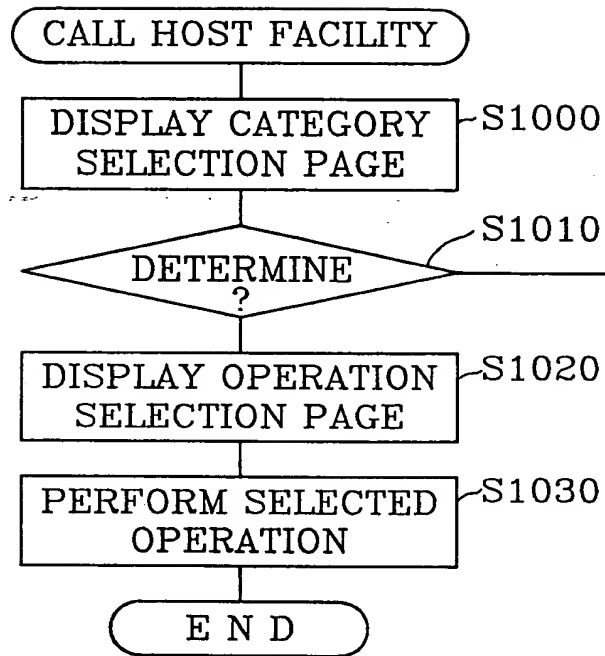 CALL HOST FACILITY
DISPLAY CATEGORY
SELECTION PAGE
S1000
S1010
DETERMINE
?
DISPLAY OPERATION
SELECTION PAGE
S1020
PERFORM SELECTED
OPERATION
S1030
END